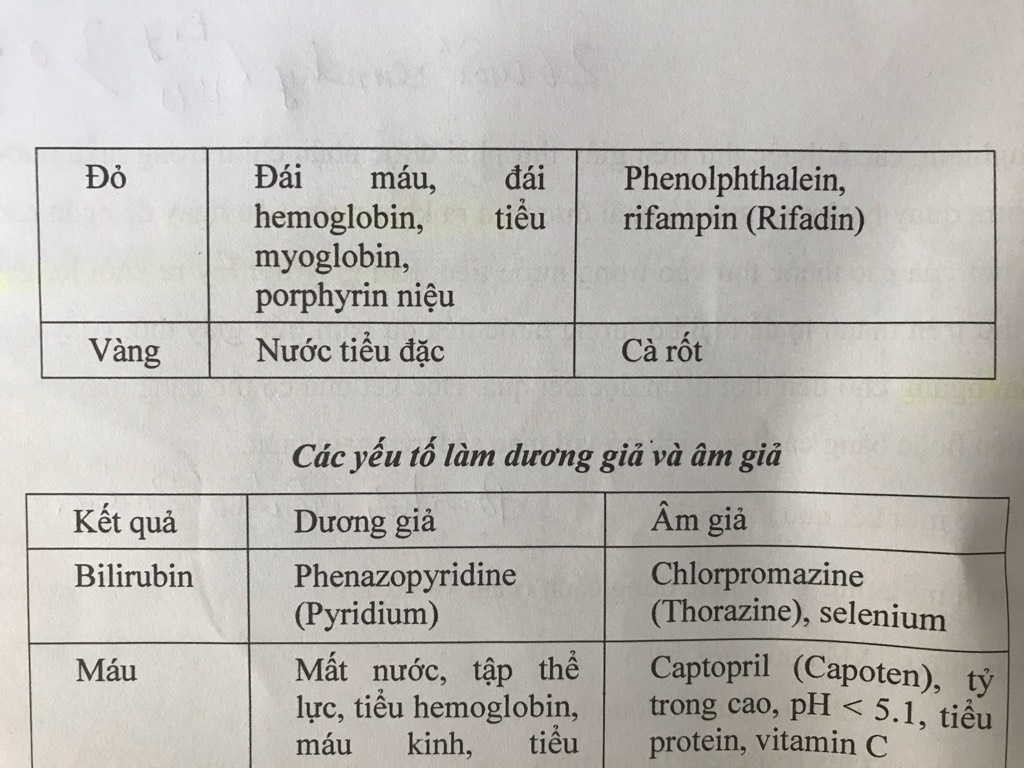 Đỏ
Đái máu, đái
hemoglobin, tiểu
myoglobin,
porphyrin niệu
Phenolphthalein,
rifampin (Rifadin)
Vàng
Nước tiểu đặc
Cà rốt
Các yếu tố làm dương giả và âm giả
Kết quả
Dương giả
Âm giả
Bilirubin
Phenazopyridine
(Pyridium)
Chlorpromazine
(Thorazine), selenium
Máu
Mất nước, tập thể
lực, tiểu hemoglobin,
máu kinh, tiểu
Captopril (Capoten), tỷ
trong cao, pH < 5.1, tiểu
protein, vitamin C